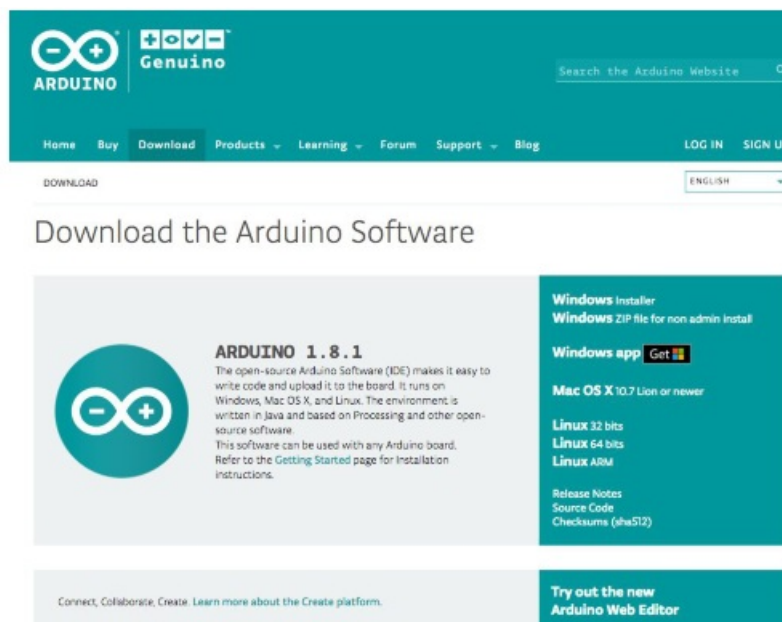 ARDUINO
Genuino
Search the Arduino Website
Home Buy Download Products Learning Forum Support Blog LOG IN SIGN U
DOWNLOAD
ENGLISH
Download the Arduino Software
ARDUINO 1.8.1
The open-source Arduino Software (IDE) makes it easy to
write code and upload it to the board. It runs on
Windows, Mac OS X, and Linux. The environment is
written in Java and based on Processing and other open-
source software.
This software can be used with any Arduino board.
Refer to the Getting Started page for Installation
instructions.
Windows Installer
Windows ZIP file for non admin install
Windows app Get
Mac OS X 10.7 Lion or newer
Linux 32 bits
Linux 64 bits
Linux ARM
Release Notes
Source Code
Checksums (sha512)
Connect, Collaborate, Create. Learn more about the Create platform.
Try out the new
Arduino Web Editor